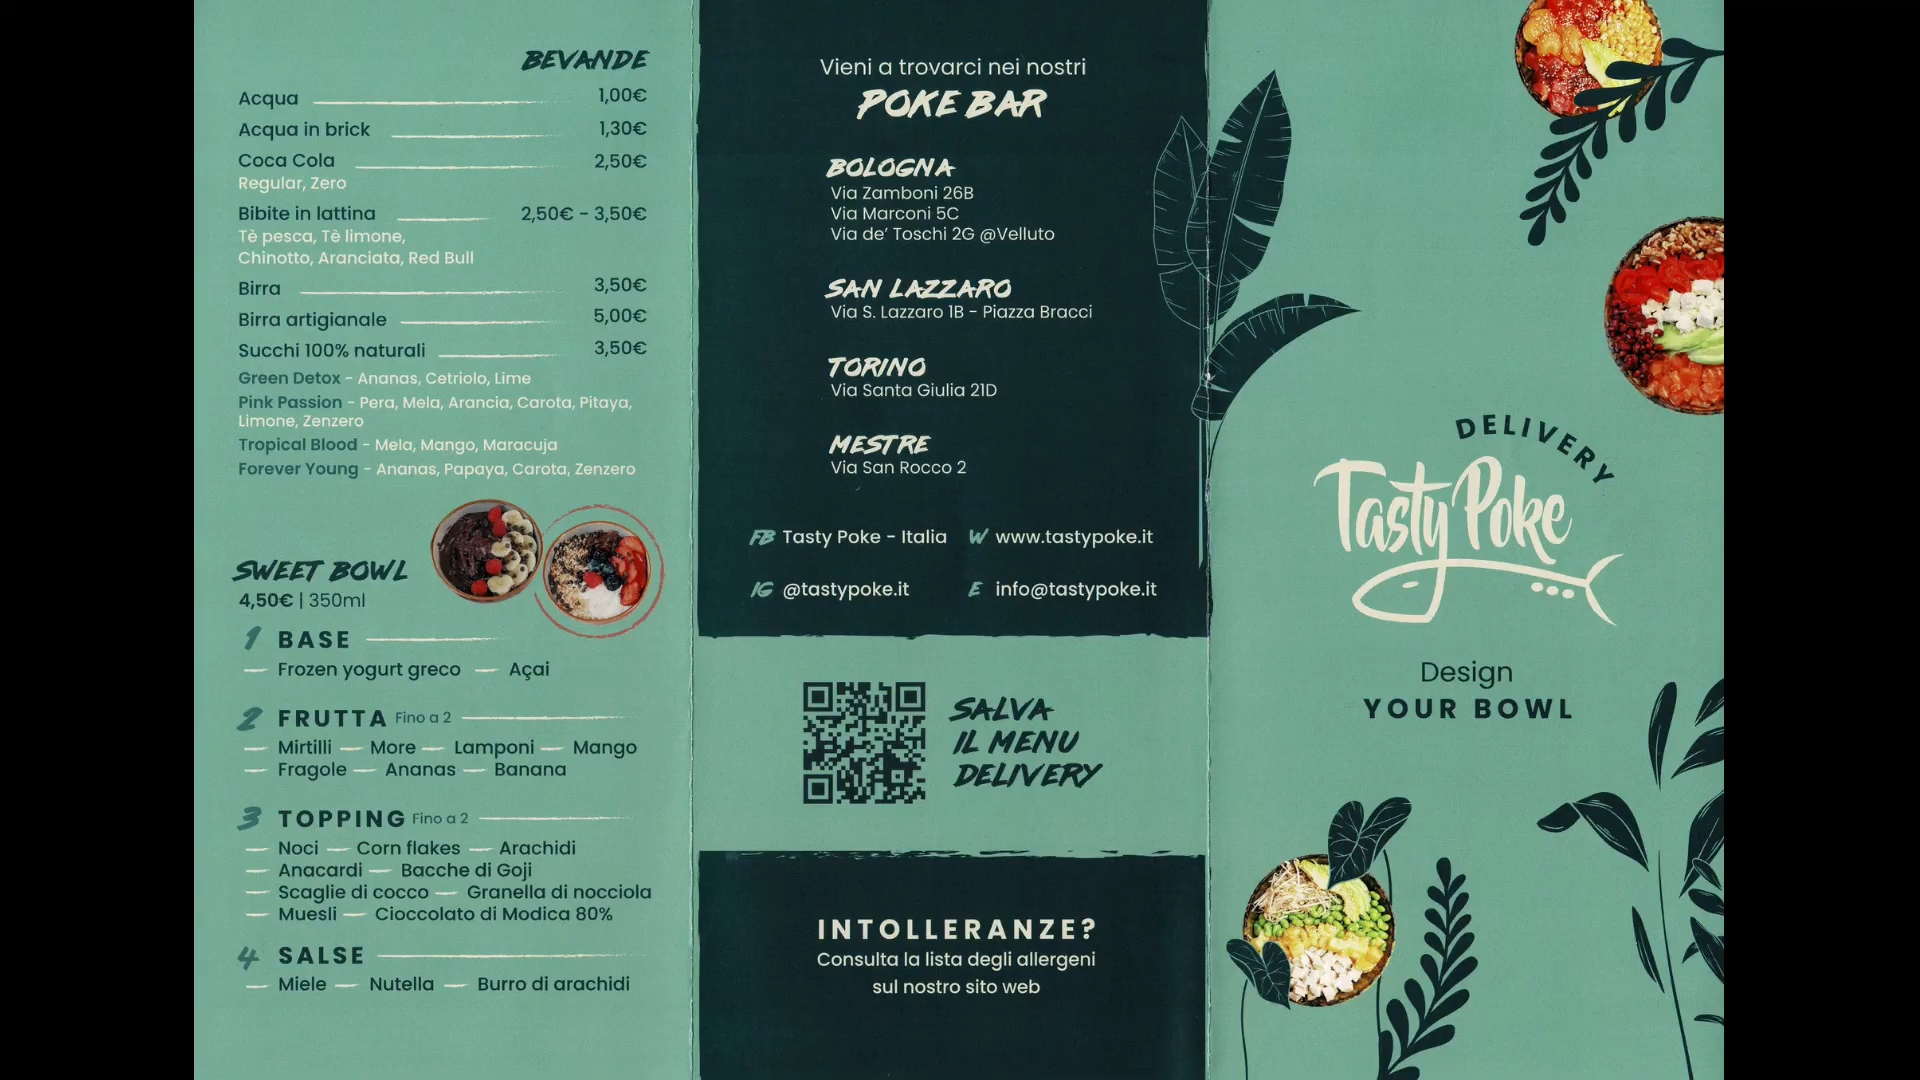 BEVANDE
Acqua 1,00€
Acqua in brick 1,30€
Coca Cola 2,50€
Regular, Zero
Bibite in lattina 2,50€ - 3,50€
Tè pesca, Tè limone,
Chinotto, Aranciata, Red Bull
Birra 3,50€
Birra artigianale 5,00€
Succhi 100% naturali 3,50€
Green Detox - Ananas, Cetriolo, Lime
Pink Passion - Pera, Mela, Arancia, Carota, Pitaya,
Limone, Zenzero
Tropical Blood - Mela, Mango, Maracuja
Forever Young - Ananas, Papaya, Carota, Zenzero
SWEET BOWL
4,50€ | 350ml
1 BASE
Frozen yogurt greco — Açai
2 FRUTTA Fino a 2
Mirtilli — More — Lamponi — Mango
Fragole — Ananas — Banana
3 TOPPING Fino a 2
Noci — Corn flakes — Arachidi
Anacardi — Bacche di Goji
Scaglie di cocco — Granella di nocciola
Muesli — Cioccolato di Modica 80%
4 SALSE
Miele — Nutella — Burro di arachidi
Vieni a trovarci nei nostri
POKE BAR
BOLOGNA
Via Zamboni 26B
Via Marconi 5C
Via de' Toschi 2G @Velluto
SAN LAZZARO
Via S. Lazzaro 1B - Piazza Bracci
TORINO
Via Santa Giulia 21D
MESTRE
Via San Rocco 2
FB Tasty Poke - Italia W www.tastypoke.it
IG @tastypoke.it E info@tastypoke.it
SALVA
IL MENU
DELIVERY
INTOLLERANZE?
Consulta la lista degli allergeni
sul nostro sito web
DELIVERY
Tasty Poke
Design
YOUR BOWL